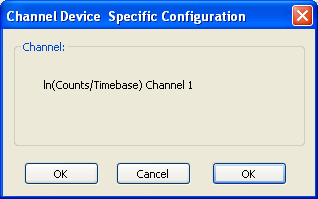 Channel Device  Specific Configuration
Channel:
ln(Counts/Timebase) Channel 1
OK
Cancel
OK